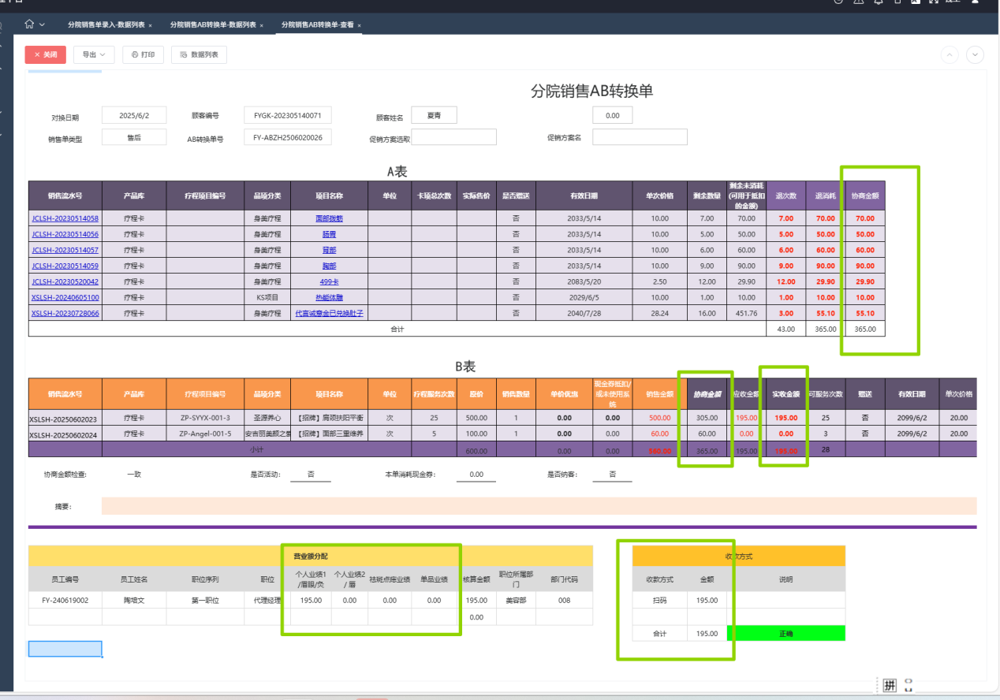 分院销售单录入-数据列表 ×  分院销售AB转换单-数据列表 ×  分院销售AB转换单-查看 ×
× 关闭  导出  打印  数据列表
分院销售AB转换单
对换日期  2025/6/2  顾客编号  FYGK-202305140071  顾客姓名  夏青  0.00
销售单类型  售后  AB转换单号  FY-ABZH2506020026  促销方案选取  促销方案名
A表
销售流水号  产品库  疗程项目编号  品项分类  项目名称  单位  卡项总次数  实际售价  是否赠送  有效日期  单次价格  剩余数量  剩余未消耗(可用于抵扣的金额)  退次数  退消耗  协商金额
JCLSH-20230514058  疗程卡  身美疗程  面部拨筋  否  2033/5/14  10.00  7.00  70.00  7.00  70.00  70.00
JCLSH-20230514056  疗程卡  身美疗程  肠胃  否  2033/5/14  10.00  5.00  50.00  5.00  50.00  50.00
JCLSH-20230514057  疗程卡  身美疗程  背部  否  2033/5/14  10.00  6.00  60.00  6.00  60.00  60.00
JCLSH-20230514059  疗程卡  身美疗程  胸部  否  2033/5/14  10.00  9.00  90.00  9.00  90.00  90.00
JCLSH-20230520042  疗程卡  身美疗程  499卡  否  2083/5/20  2.50  12.00  29.90  12.00  29.90  29.90
XSLSH-20240605100  疗程卡  KS项目  热能体雕  否  2029/6/5  10.00  1.00  10.00  1.00  10.00  10.00
XSLSH-20230728066  疗程卡  身美疗程  代言诚意金已兑换肚子  否  2040/7/28  28.24  16.00  451.76  3.00  55.10  55.10
合计  43.00  365.00  365.00
B表
销售流水号  产品库  疗程项目编号  品项分类  项目名称  单位  疗程服务次数  原价  销售数量  单价优惠  现金券抵扣/或未使用系统  销售金额  协商金额  应收金额  实收金额  可服务次数  赠送  有效日期  单次价格
XSLSH-20250602023  疗程卡  ZP-SYYX-001-3  圣源养心  【招牌】肩颈扶阳平衡  次  25  500.00  1  0.00  0.00  500.00  305.00  195.00  195.00  25  否  2099/6/2  20.00
XSLSH-20250602024  疗程卡  ZP-Angel-001-5  安吉丽美颜之  【招牌】面部三重维养  次  5  100.00  1  0.00  0.00  60.00  60.00  0.00  0.00  3  否  2099/6/2  20.00
小计  600.00  0.00  0.00  560.00  365.00  195.00  195.00  28
协商金额检查:  一致  是否活动:  否  本单消耗现金券:  0.00  是否纳客:  否
摘要:
营业额分配  收款方式
员工编号  员工姓名  职位序列  职位  个人业绩1/眉眼/灸  个人业绩2/ 眉  祛斑点痣业绩  单品业绩  核算金额  职位所属部门  部门代码  收款方式  金额  说明
FY-240619002  陶培文  第一职位  代理经理  195.00  0.00  0.00  0.00  195.00  美容部  008  扫码  195.00
0.00
合计  195.00  正确
拼